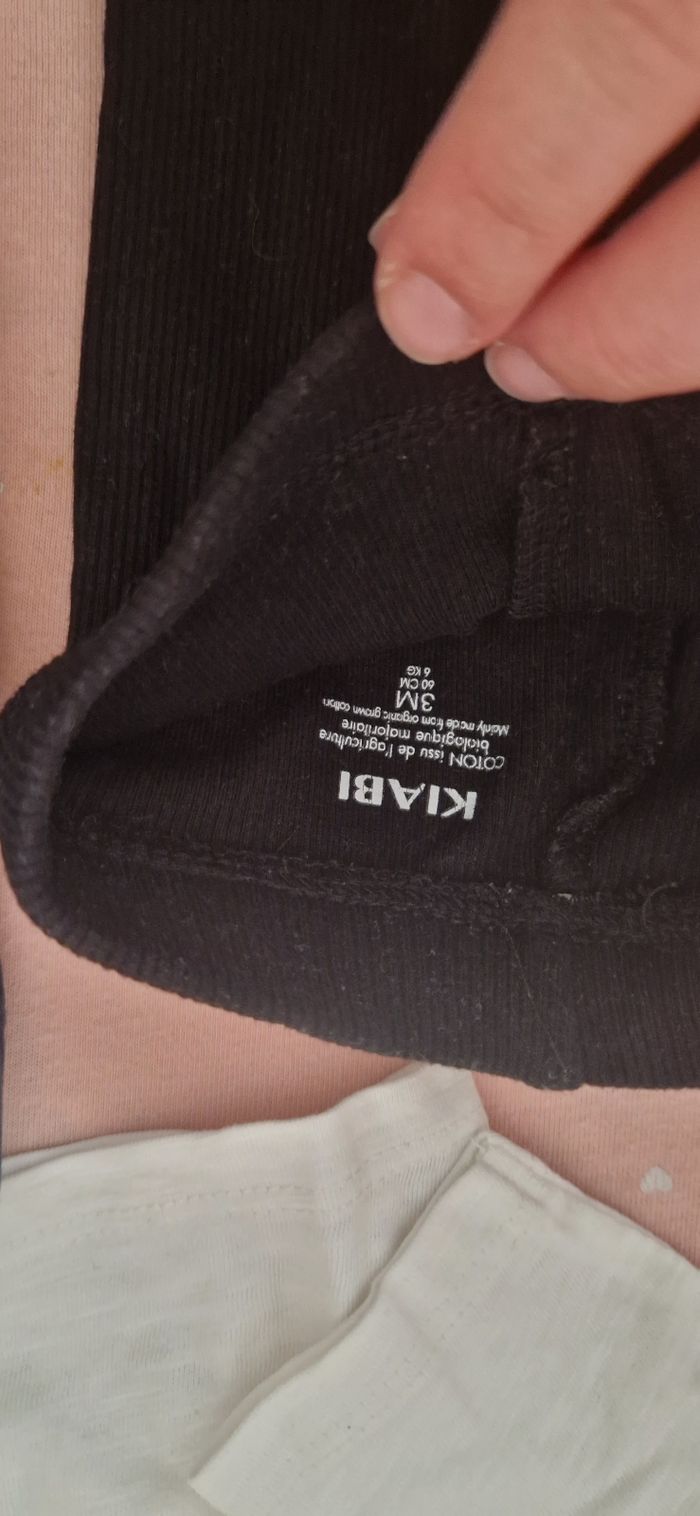 KIABI
COTON issu de l'agriculture
biologique majoritaire
Mainly made from organic grown cotton
3M
60 CM
6 KG